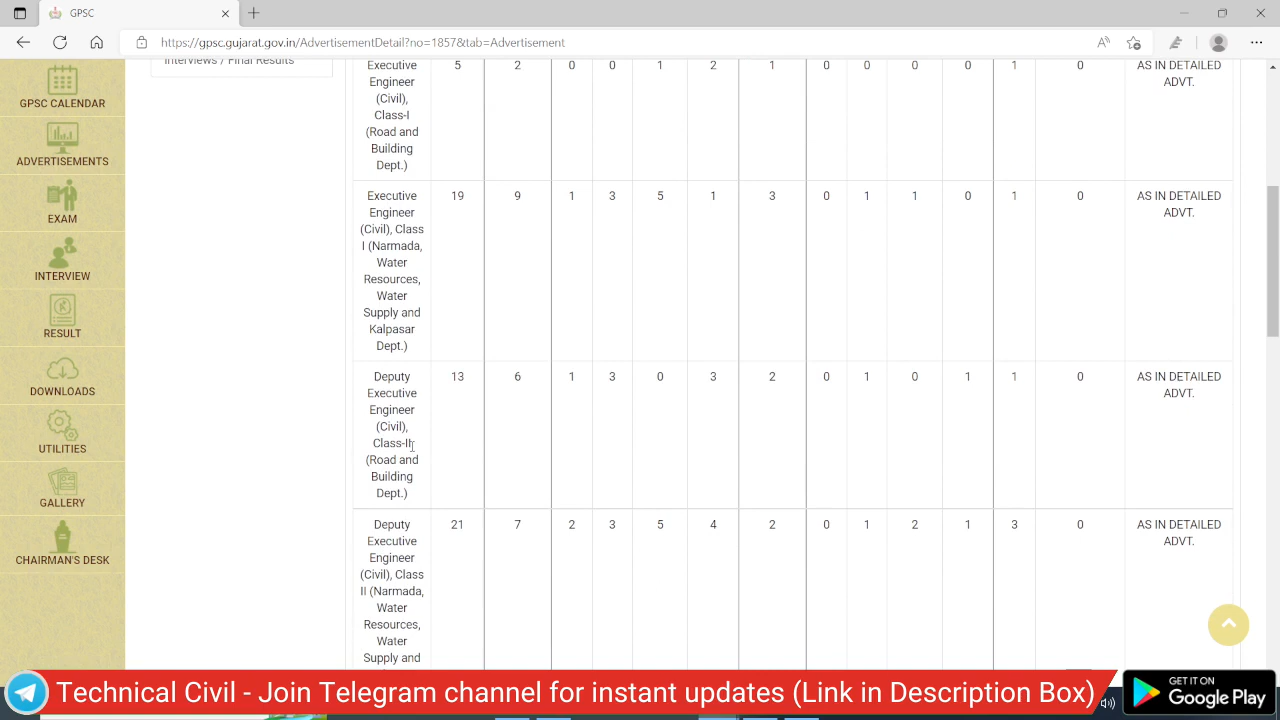 GPSC
https://gpsc.gujarat.gov.in/AdvertisementDetail?no=1857&tab=Advertisement
Interviews / Final Results
GPSC CALENDAR
ADVERTISEMENTS
EXAM
INTERVIEW
RESULT
DOWNLOADS
UTILITIES
GALLERY
CHAIRMAN'S DESK
Executive 5 2 0 0 1 2 1 0 0 0 0 1 0 AS IN DETAILED
Engineer ADVT.
(Civil),
Class-I
(Road and
Building
Dept.)
Executive 19 9 1 3 5 1 3 0 1 1 0 1 0 AS IN DETAILED
Engineer ADVT.
(Civil), Class
I (Narmada,
Water
Resources,
Water
Supply and
Kalpasar
Dept.)
Deputy 13 6 1 3 0 3 2 0 1 0 1 1 0 AS IN DETAILED
Executive ADVT.
Engineer
(Civil),
Class-II
(Road and
Building
Dept.)
Deputy 21 7 2 3 5 4 2 0 1 2 1 3 0 AS IN DETAILED
Executive ADVT.
Engineer
(Civil), Class
II (Narmada,
Water
Resources,
Water
Supply and
Technical Civil - Join Telegram channel for instant updates (Link in Description Box)
GET IT ON
Google Play